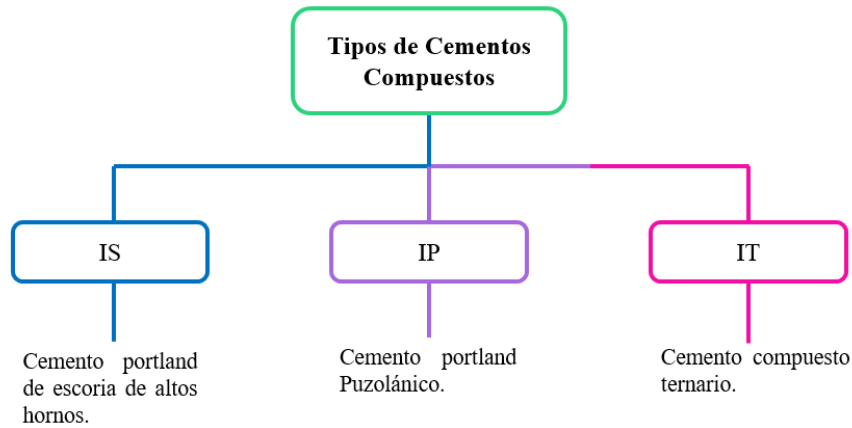 Tipos de Cementos
Compuestos
IS
IP
IT
Cemento portland
de escoria de altos
hornos.
Cemento portland
Puzolánico.
Cemento compuesto
ternario.